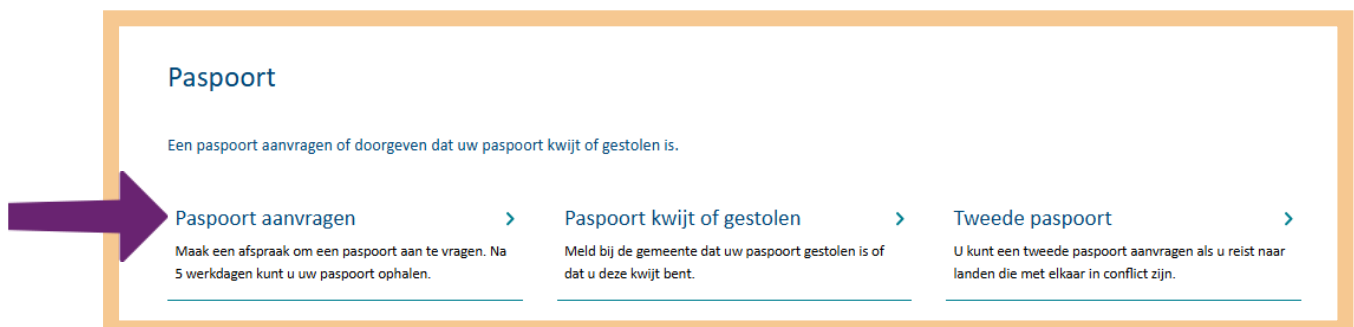 Paspoort
Een paspoort aanvragen of doorgeven dat uw paspoort kwijt of gestolen is.
Paspoort aanvragen
Maak een afspraak om een paspoort aan te vragen. Na
5 werkdagen kunt u uw paspoort ophalen.
Paspoort kwijt of gestolen
Meld bij de gemeente dat uw paspoort gestolen is of
dat u deze kwijt bent.
Tweede paspoort
U kunt een tweede paspoort aanvragen als u reist naar
landen die met elkaar in conflict zijn.